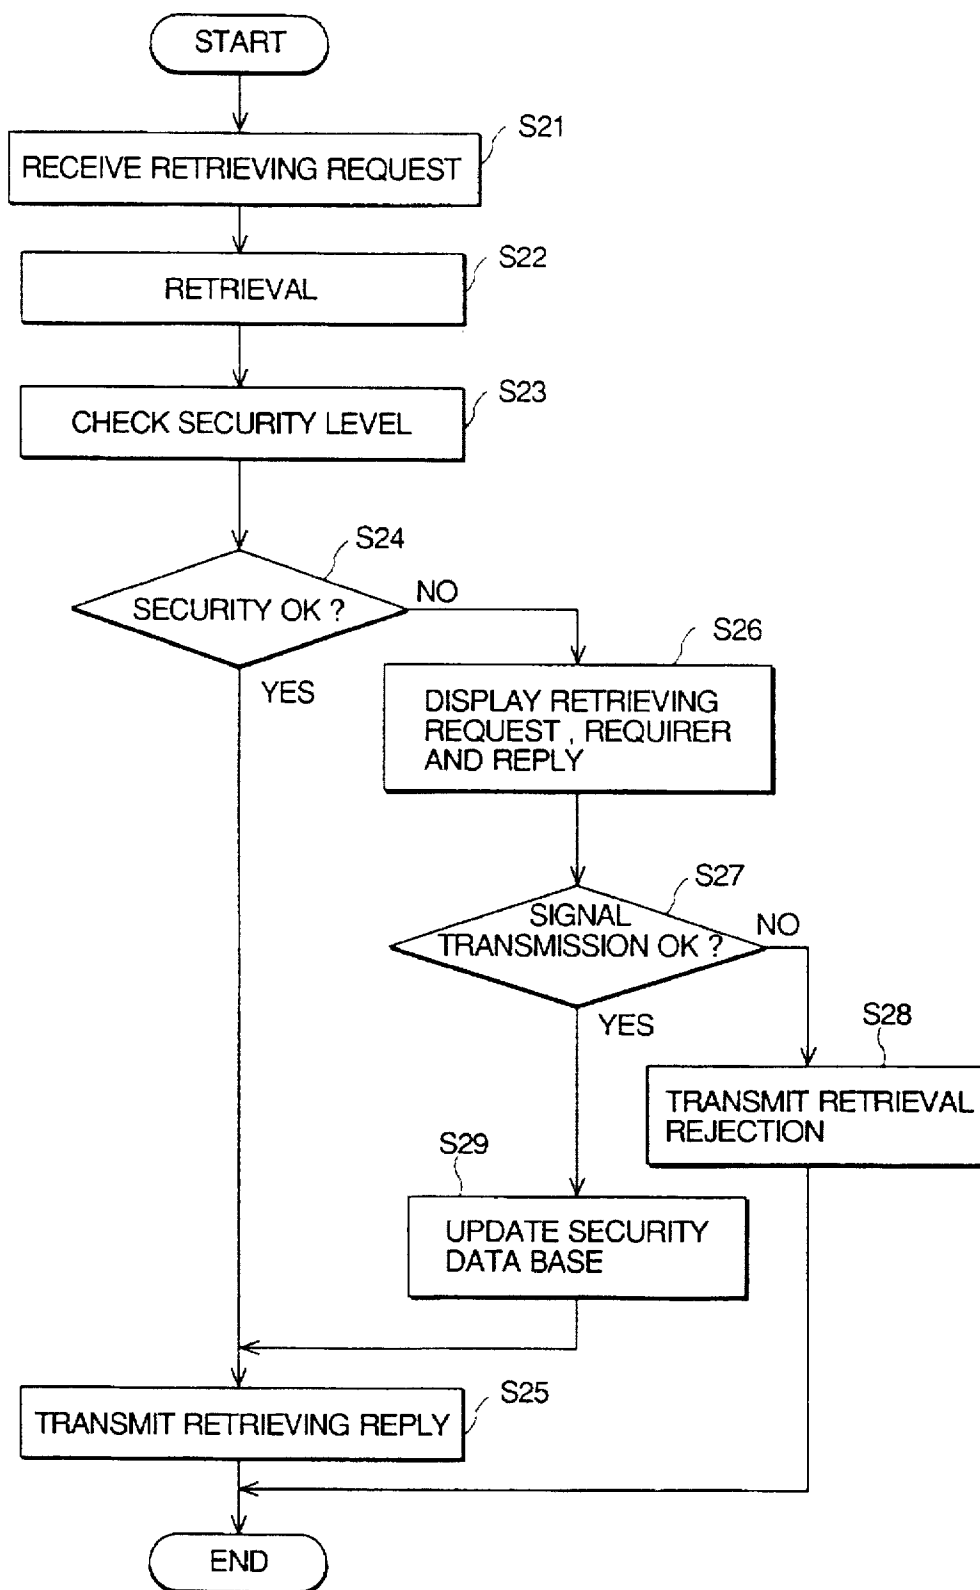 START
S21
RECEIVE RETRIEVING REQUEST
S22
RETRIEVAL
S23
CHECK SECURITY LEVEL
S24
SECURITY OK ?
NO
YES
S26
DISPLAY RETRIEVING
REQUEST , REQUIRER
AND REPLY
S27
SIGNAL
TRANSMISSION OK ?
NO
YES
S28
TRANSMIT RETRIEVAL
REJECTION
S29
UPDATE SECURITY
DATA BASE
S25
TRANSMIT RETRIEVING REPLY
END